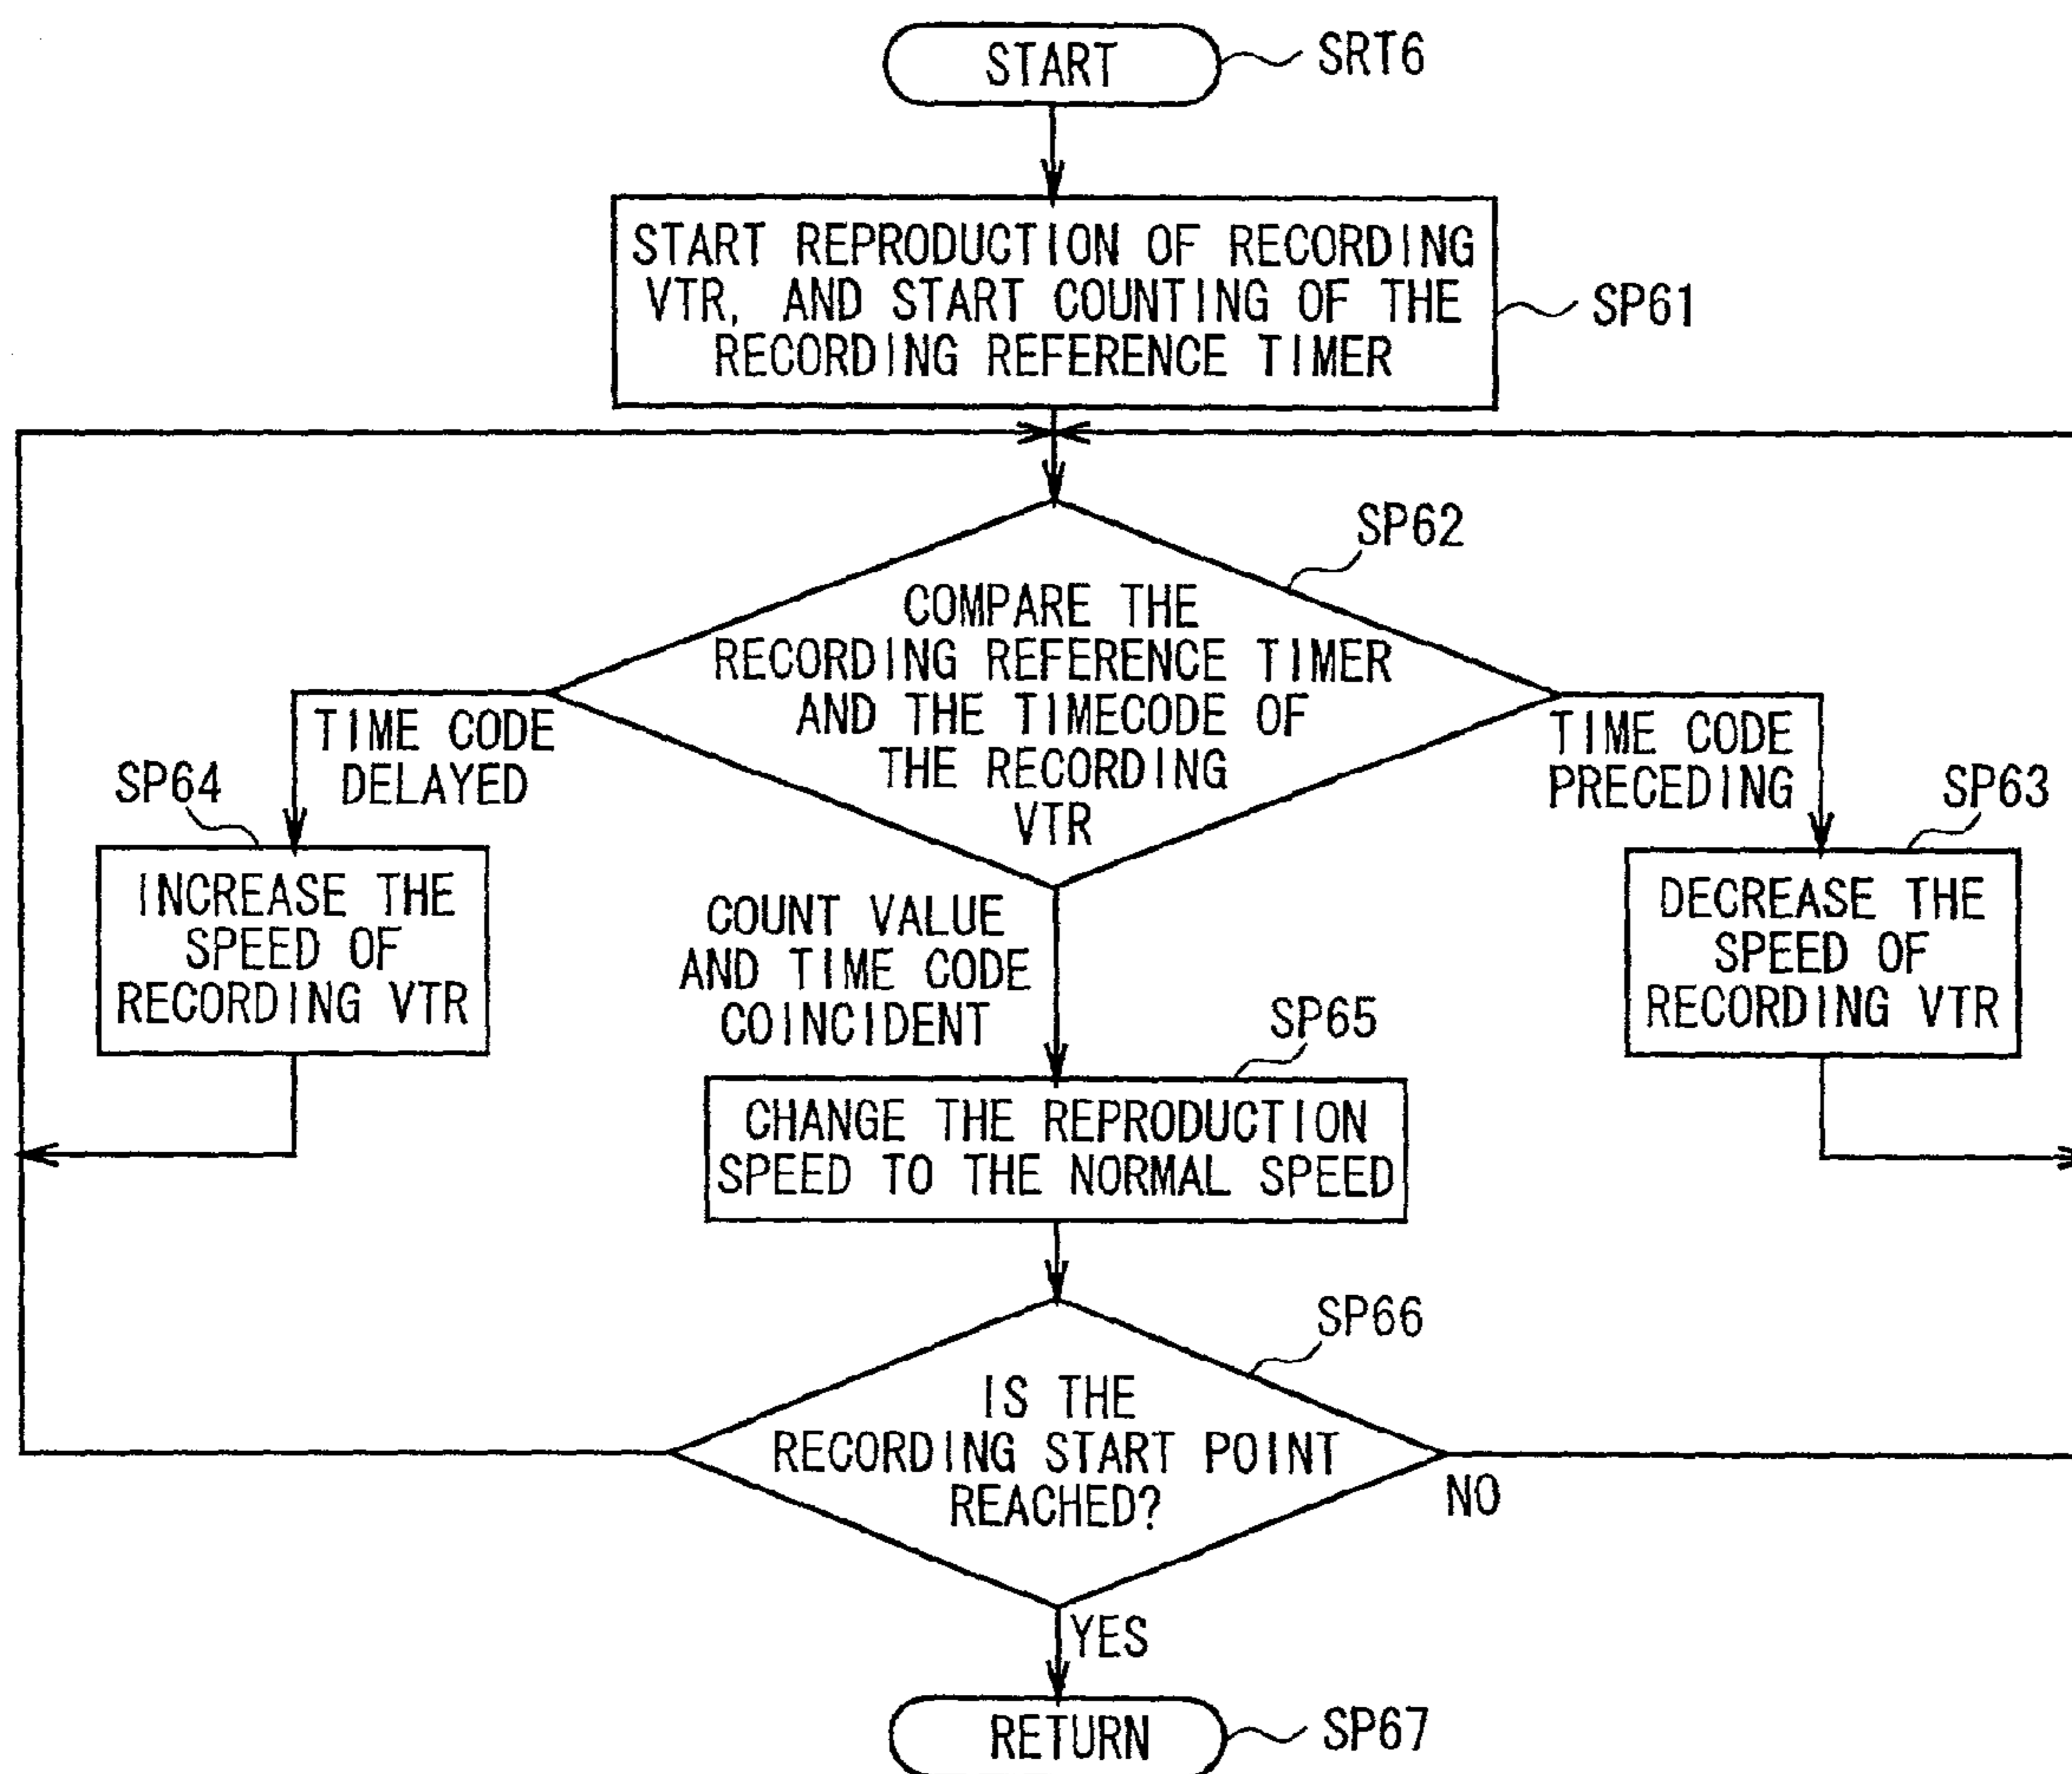 START
SRT6
START REPRODUCTION OF RECORDING
VTR, AND START COUNTING OF THE
RECORDING REFERENCE TIMER
SP61
SP62
COMPARE THE
RECORDING REFERENCE TIMER
AND THE TIMECODE OF
THE RECORDING
VTR
TIME CODE
DELAYED
TIME CODE
PRECEDING
SP64
SP63
INCREASE THE
SPEED OF
RECORDING VTR
DECREASE THE
SPEED OF
RECORDING VTR
COUNT VALUE
AND TIME CODE
COINCIDENT
SP65
CHANGE THE REPRODUCTION
SPEED TO THE NORMAL SPEED
SP66
IS THE
RECORDING START POINT
REACHED?
NO
YES
RETURN
SP67